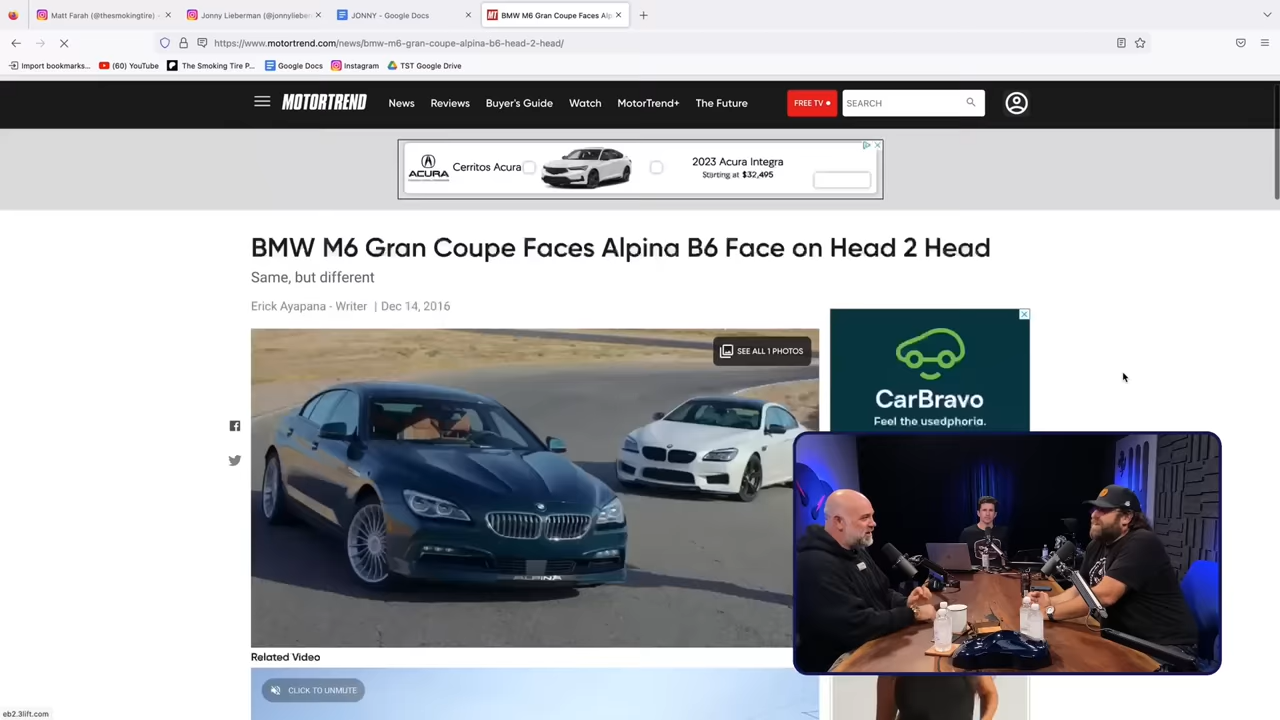 Matt Farah (@thesmokingtire)
Jonny Lieberman (@jonnylieber
JONNY - Google Docs
MT BMW M6 Gran Coupe Faces Alp
https://www.motortrend.com/news/bmw-m6-gran-coupe-alpina-b6-head-2-head/
Import bookmarks...
(60) YouTube
The Smoking Tire P...
Google Docs
Instagram
TST Google Drive
MOTORTREND
News
Reviews
Buyer's Guide
Watch
MotorTrend+
The Future
FREE TV
SEARCH
ACURA
Cerritos Acura
2023 Acura Integra
Starting at $32,495
BMW M6 Gran Coupe Faces Alpina B6 Face on Head 2 Head
Same, but different
Erick Ayapana - Writer | Dec 14, 2016
SEE ALL 1 PHOTOS
ALPINA
CarBravo
Feel the usedphoria.
Related Video
CLICK TO UNMUTE
eb2.3lift.com